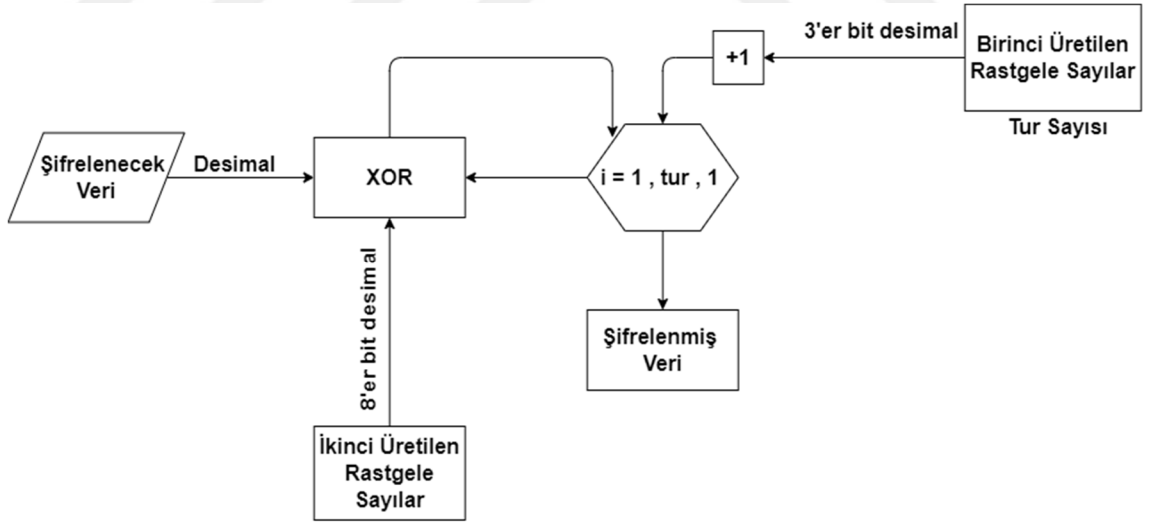 3'er bit desimal
Birinci Üretilen
Rastgele Sayılar
+1
Tur Sayısı
Şifrelenecek
Veri
Desimal
XOR
i = 1 , tur , 1
8'er bit desimal
Şifrelenmiş
Veri
İkinci Üretilen
Rastgele
Sayılar